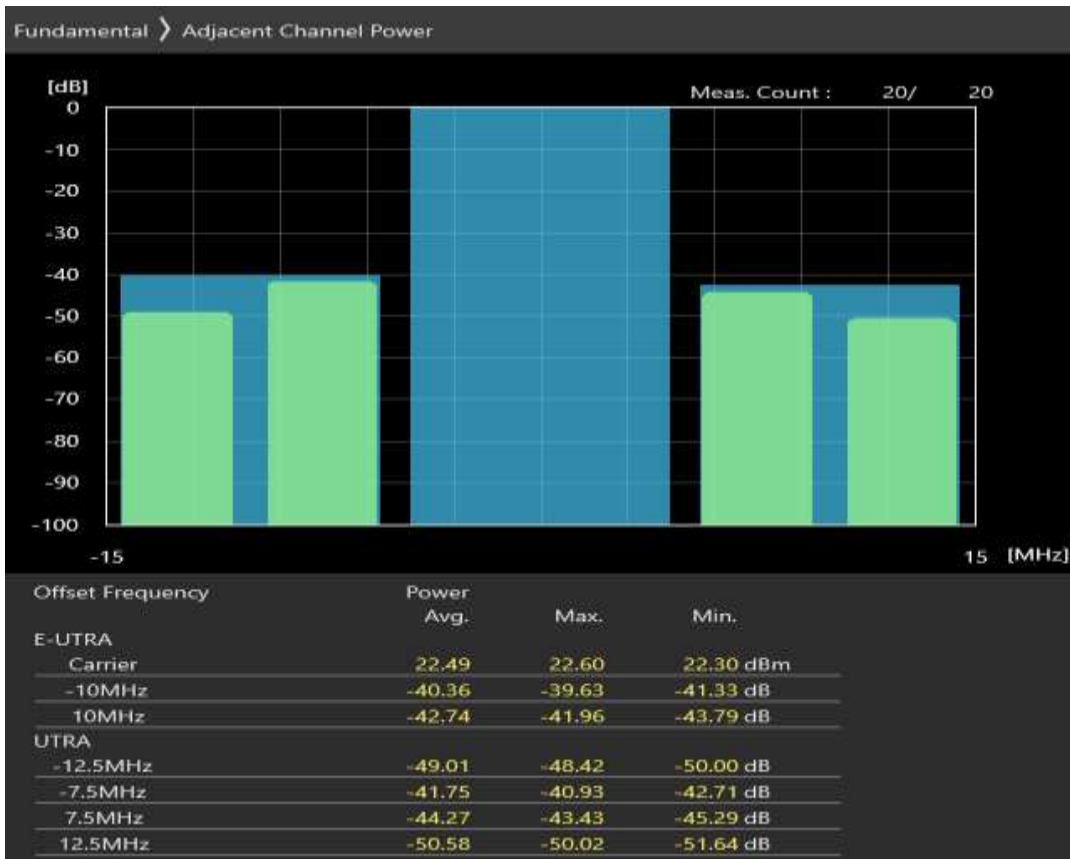 Fundamental 〉 Adjacent Channel Power
[dB]
Meas. Count : 20/ 20
0
-10
-20
-30
-40
-50
-60
-70
-80
-90
-100
-15 15 [MHz]
Offset Frequency Power
Avg. Max. Min.
E-UTRA
Carrier 22.49 22.60 22.30 dBm
-10MHz -40.36 -39.63 -41.33 dB
10MHz -42.74 -41.96 -43.79 dB
UTRA
-12.5MHz -49.01 -48.42 -50.00 dB
-7.5MHz -41.75 -40.93 -42.71 dB
7.5MHz -44.27 -43.43 -45.29 dB
12.5MHz -50.58 -50.02 -51.64 dB